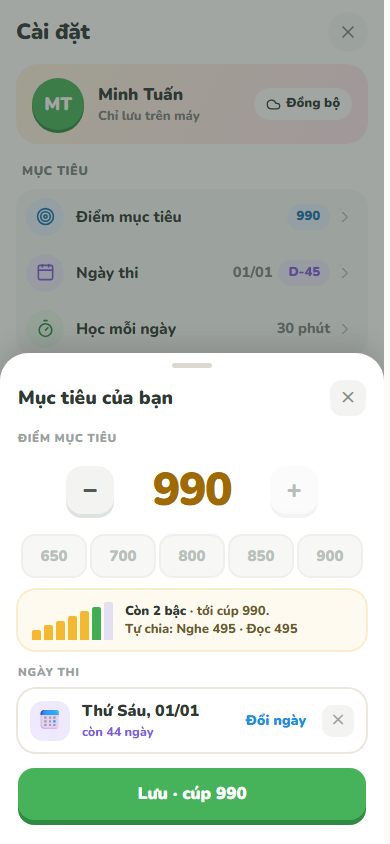 Cài đặt
MT
Minh Tuấn
Chỉ lưu trên máy
Đồng bộ
MỤC TIÊU
Điểm mục tiêu 990
Ngày thi 01/01 D-45
Học mỗi ngày 30 phút
Mục tiêu của bạn
ĐIỂM MỤC TIÊU
− 990 +
650 700 800 850 900
Còn 2 bậc · tới cúp 990.
Tự chia: Nghe 495 · Đọc 495
NGÀY THI
Thứ Sáu, 01/01
còn 44 ngày
Đổi ngày
Lưu · cúp 990